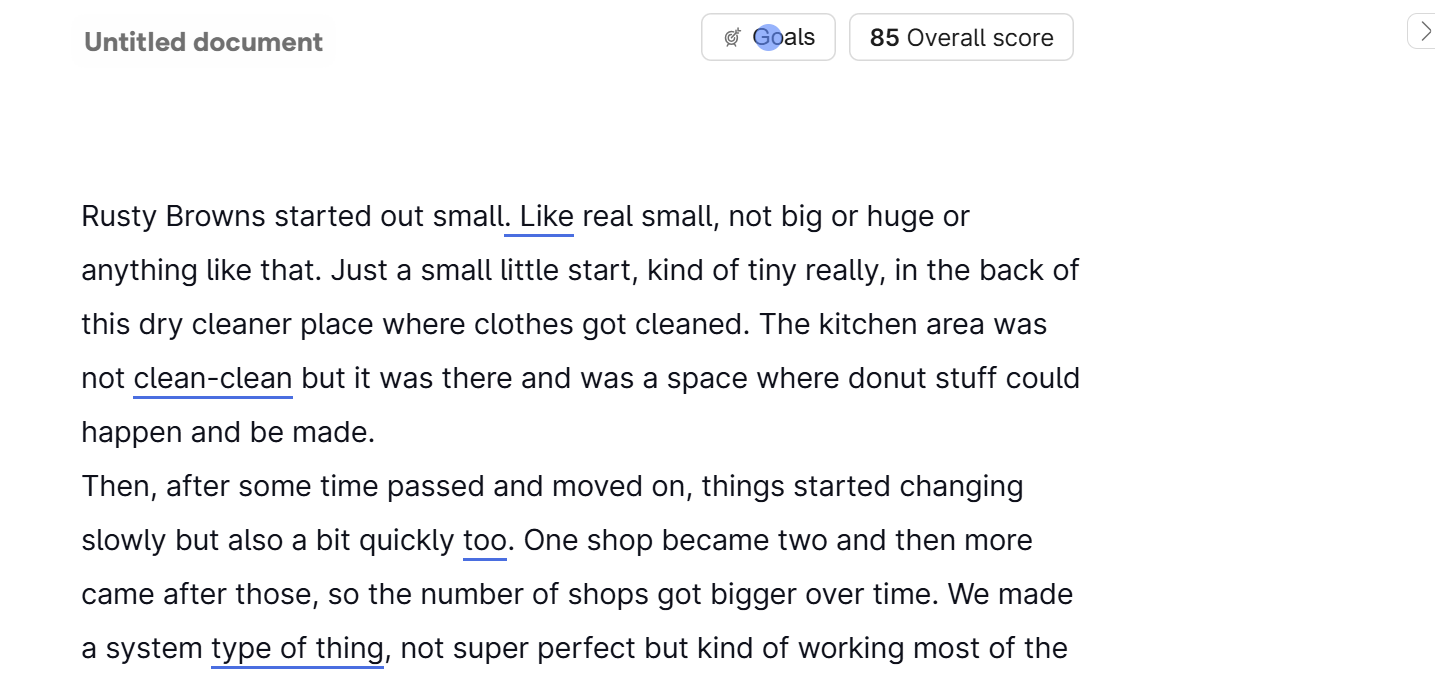 Untitled document
Goals
85 Overall score
Rusty Browns started out small. Like real small, not big or huge or
anything like that. Just a small little start, kind of tiny really, in the back of
this dry cleaner place where clothes got cleaned. The kitchen area was
not clean-clean but it was there and was a space where donut stuff could
happen and be made.
Then, after some time passed and moved on, things started changing
slowly but also a bit quickly too. One shop became two and then more
came after those, so the number of shops got bigger over time. We made
a system type of thing, not super perfect but kind of working most of the